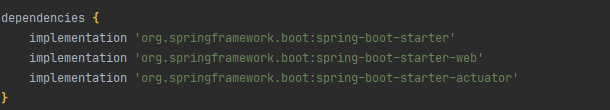 dependencies {
    implementation 'org.springframework.boot:spring-boot-starter'
    implementation 'org.springframework.boot:spring-boot-starter-web'
    implementation 'org.springframework.boot:spring-boot-starter-actuator'
}